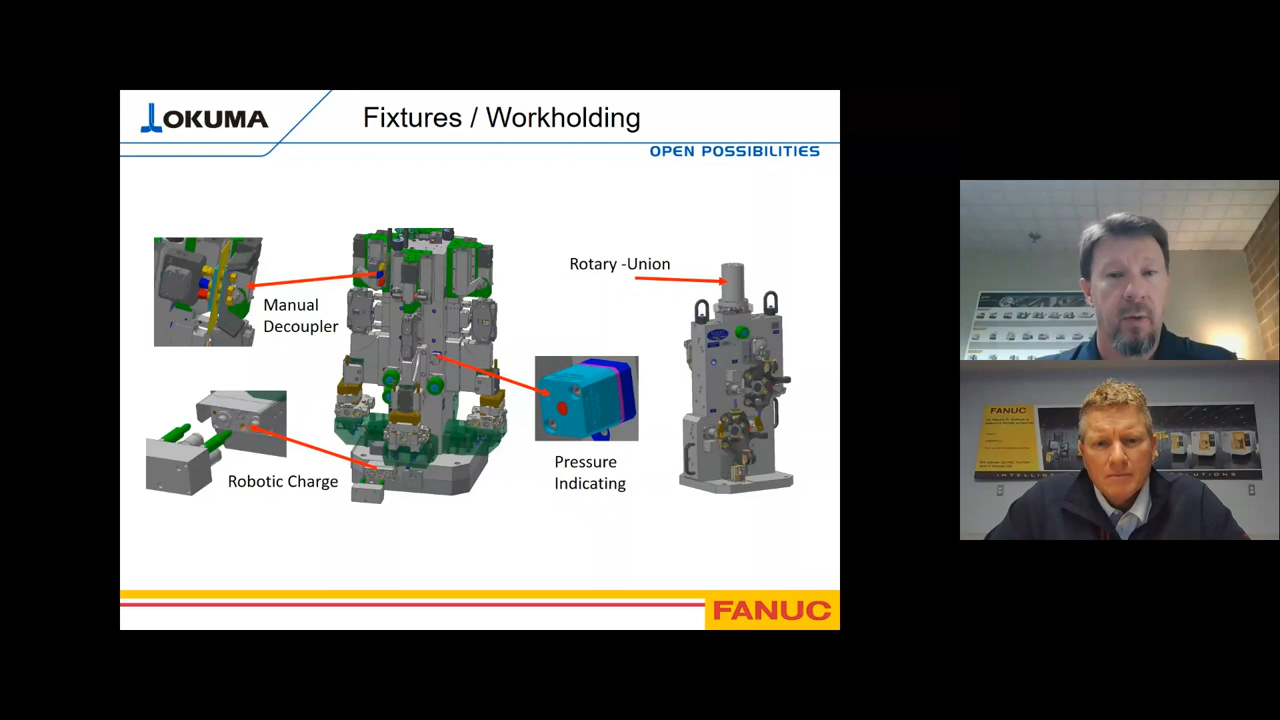 OKUMA
Fixtures / Workholding
OPEN POSSIBILITIES
Rotary -Union
Manual
Decoupler
Pressure
Indicating
Robotic Charge
FANUC
FANUC